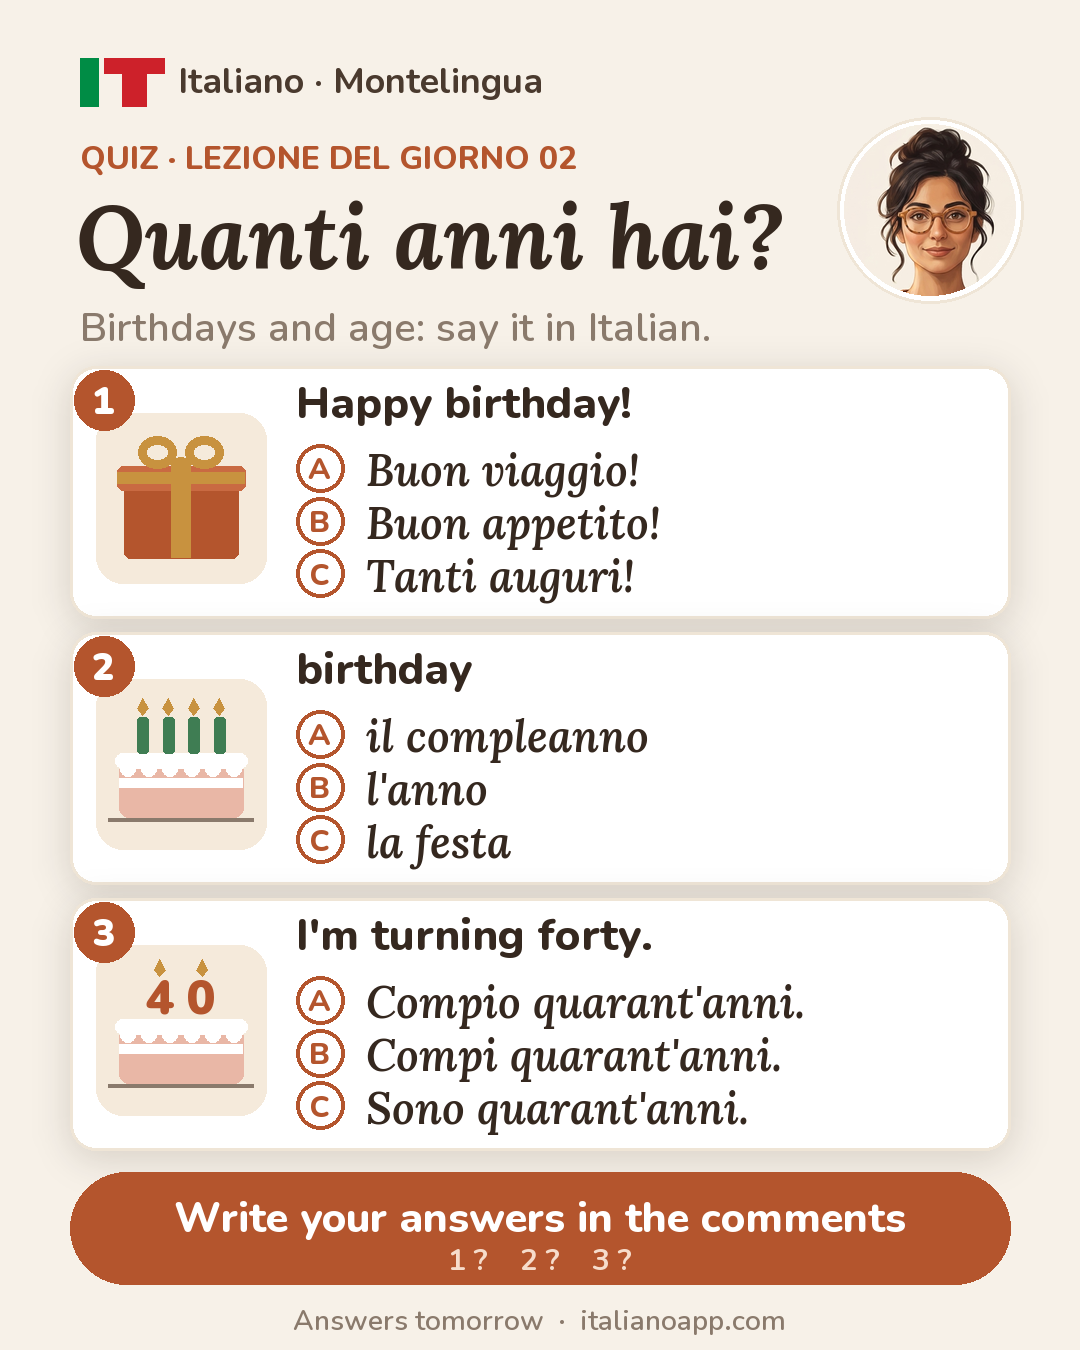 IT Italiano · Montelingua
QUIZ · LEZIONE DEL GIORNO 02
Quanti anni hai?
Birthdays and age: say it in Italian.
1
Happy birthday!
A Buon viaggio!
B Buon appetito!
C Tanti auguri!
2
birthday
A il compleanno
B l'anno
C la festa
3
40
I'm turning forty.
A Compio quarant'anni.
B Compi quarant'anni.
C Sono quarant'anni.
Write your answers in the comments
1 ? 2 ? 3 ?
Answers tomorrow · italianoapp.com